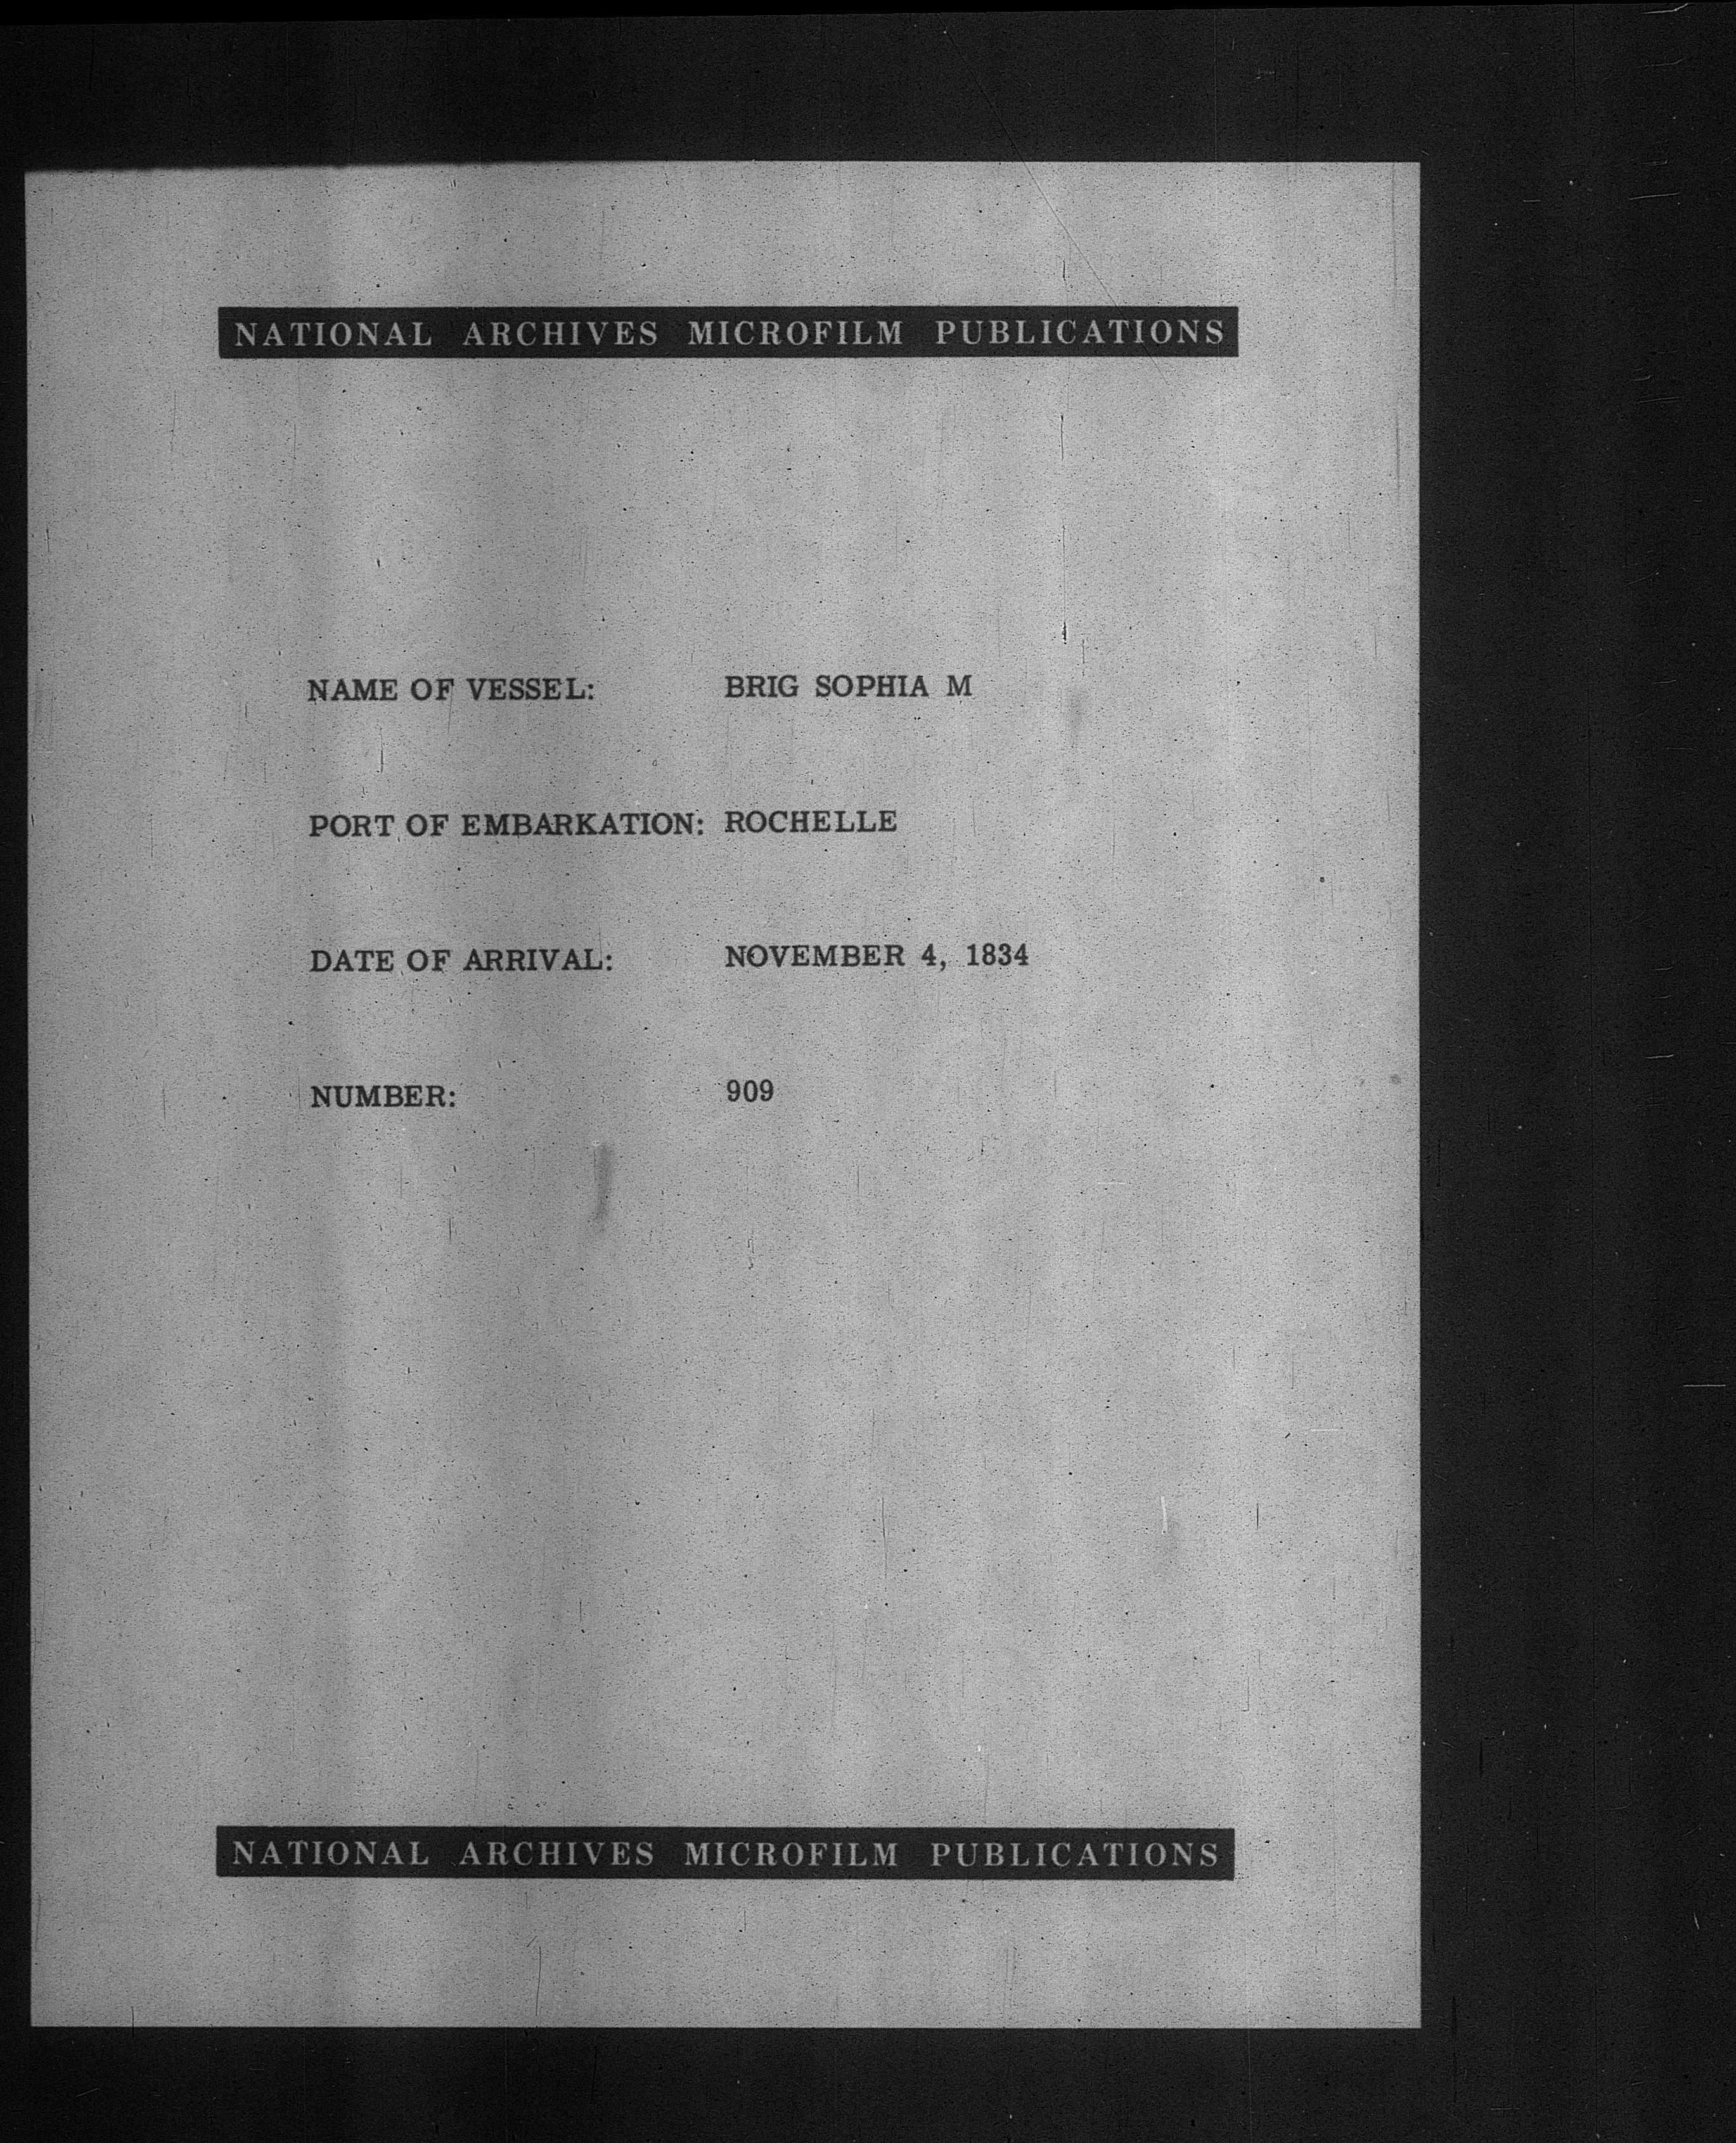 NATIONAL ARCHIVES MICROFILM PUBLICATIONS
NAME OF VESSEL: BRIG SOPHIA M
PORT OF EMBARKATION: ROCHELLE
DATE OF ARRIVAL: NOVEMBER 4, 1834
NUMBER: 909
NATIONAL ARCHIVES MICROFILM PUBLICATIONS